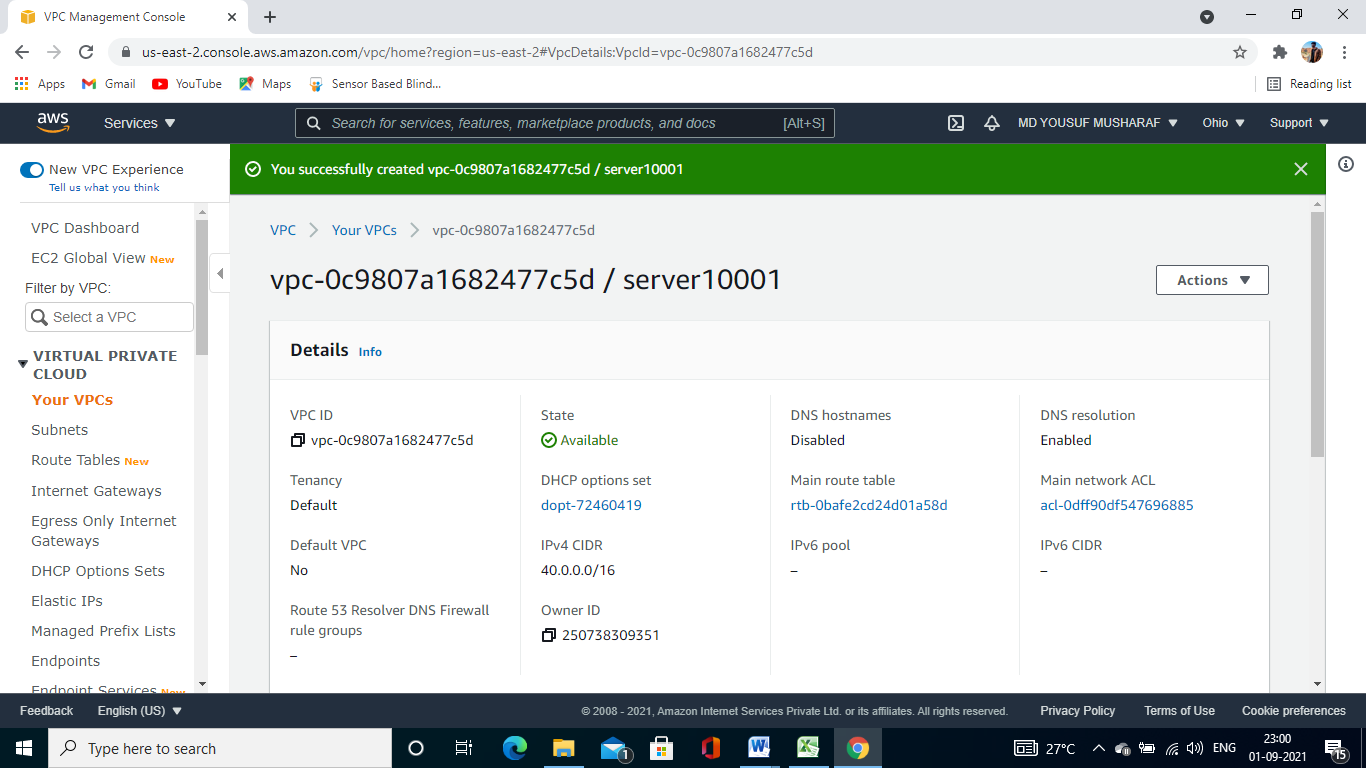 VPC Management Console
us-east-2.console.aws.amazon.com/vpc/home?region=us-east-2#VpcDetails:VpcId=vpc-0c9807a1682477c5d
Apps Gmail YouTube Maps Sensor Based Blind... Reading list
aws Services Search for services, features, marketplace products, and docs [Alt+S] MD YOUSUF MUSHARAF Ohio Support
New VPC Experience
Tell us what you think
You successfully created vpc-0c9807a1682477c5d / server10001
VPC Dashboard
EC2 Global View New
Filter by VPC:
Select a VPC
VIRTUAL PRIVATE
CLOUD
Your VPCs
Subnets
Route Tables New
Internet Gateways
Egress Only Internet
Gateways
DHCP Options Sets
Elastic IPs
Managed Prefix Lists
Endpoints
Endpoint Services New
VPC Your VPCs vpc-0c9807a1682477c5d
vpc-0c9807a1682477c5d / server10001 Actions
Details Info
VPC ID State DNS hostnames DNS resolution
vpc-0c9807a1682477c5d Available Disabled Enabled
Tenancy DHCP options set Main route table Main network ACL
Default dopt-72460419 rtb-0bafe2cd24d01a58d acl-0dff90df547696885
Default VPC IPv4 CIDR IPv6 pool IPv6 CIDR
No 40.0.0.0/16 – –
Route 53 Resolver DNS Firewall Owner ID
rule groups 250738309351
–
Feedback English (US) © 2008 - 2021, Amazon Internet Services Private Ltd. or its affiliates. All rights reserved. Privacy Policy Terms of Use Cookie preferences
Type here to search 1 27°C ENG 23:00
01-09-2021 15